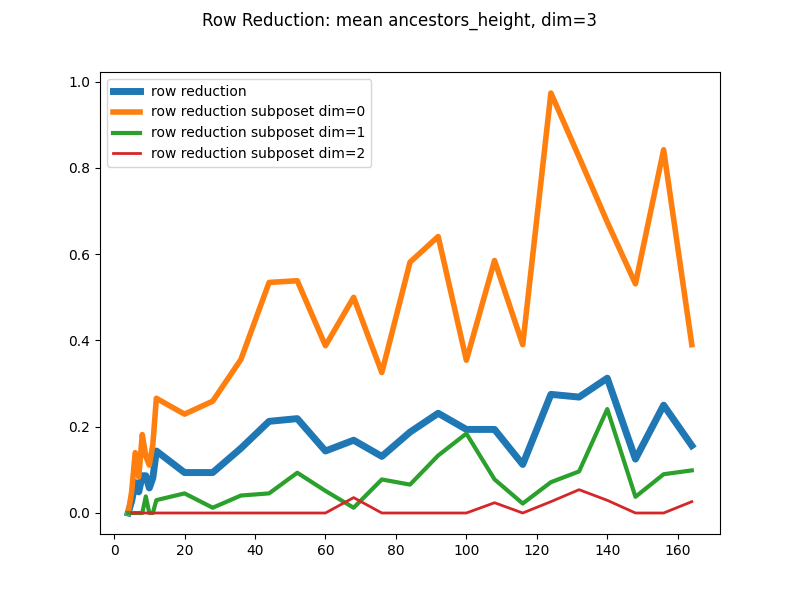 Row Reduction: mean ancestors_height, dim=3
row reduction
row reduction subposet dim=0
row reduction subposet dim=1
row reduction subposet dim=2
1.0
0.8
0.6
0.4
0.2
0.0
0 20 40 60 80 100 120 140 160